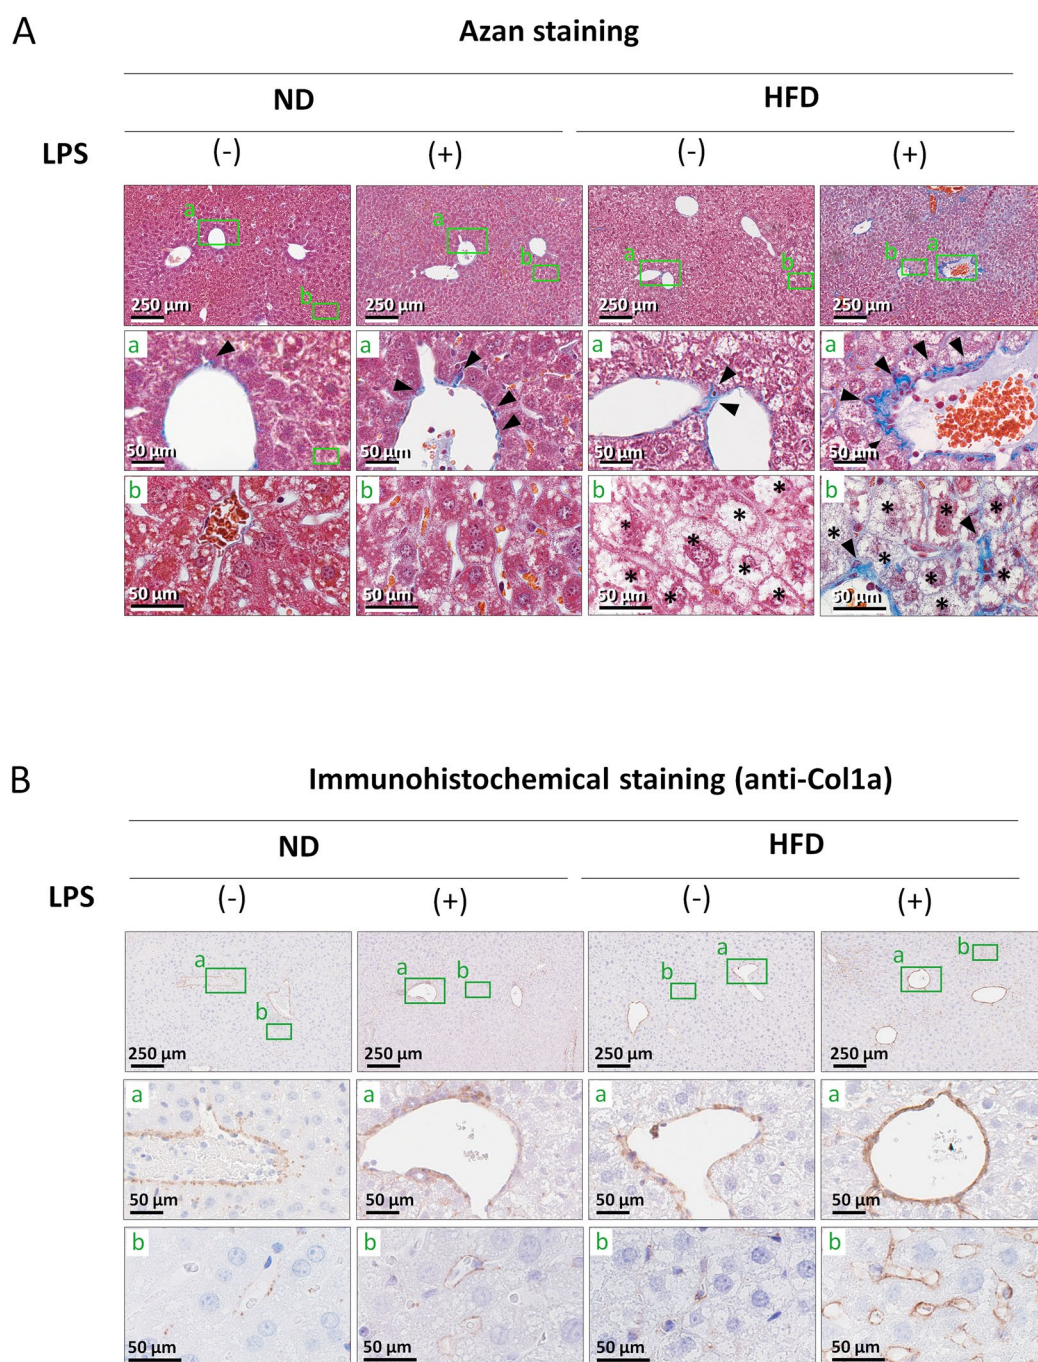 A
Azan staining
ND HFD
LPS (-) (+) (-) (+)
a b 250 µm a b 250 µm a b 250 µm b a 250 µm
a 50 µm a 50 µm a 50 µm a 50 µm
b 50 µm b 50 µm b 50 µm b 50 µm
B
Immunohistochemical staining (anti-Col1a)
ND HFD
LPS (-) (+) (-) (+)
a b 250 µm a b 250 µm b a 250 µm a b 250 µm
a 50 µm a 50 µm a 50 µm a 50 µm
b 50 µm b 50 µm b 50 µm b 50 µm